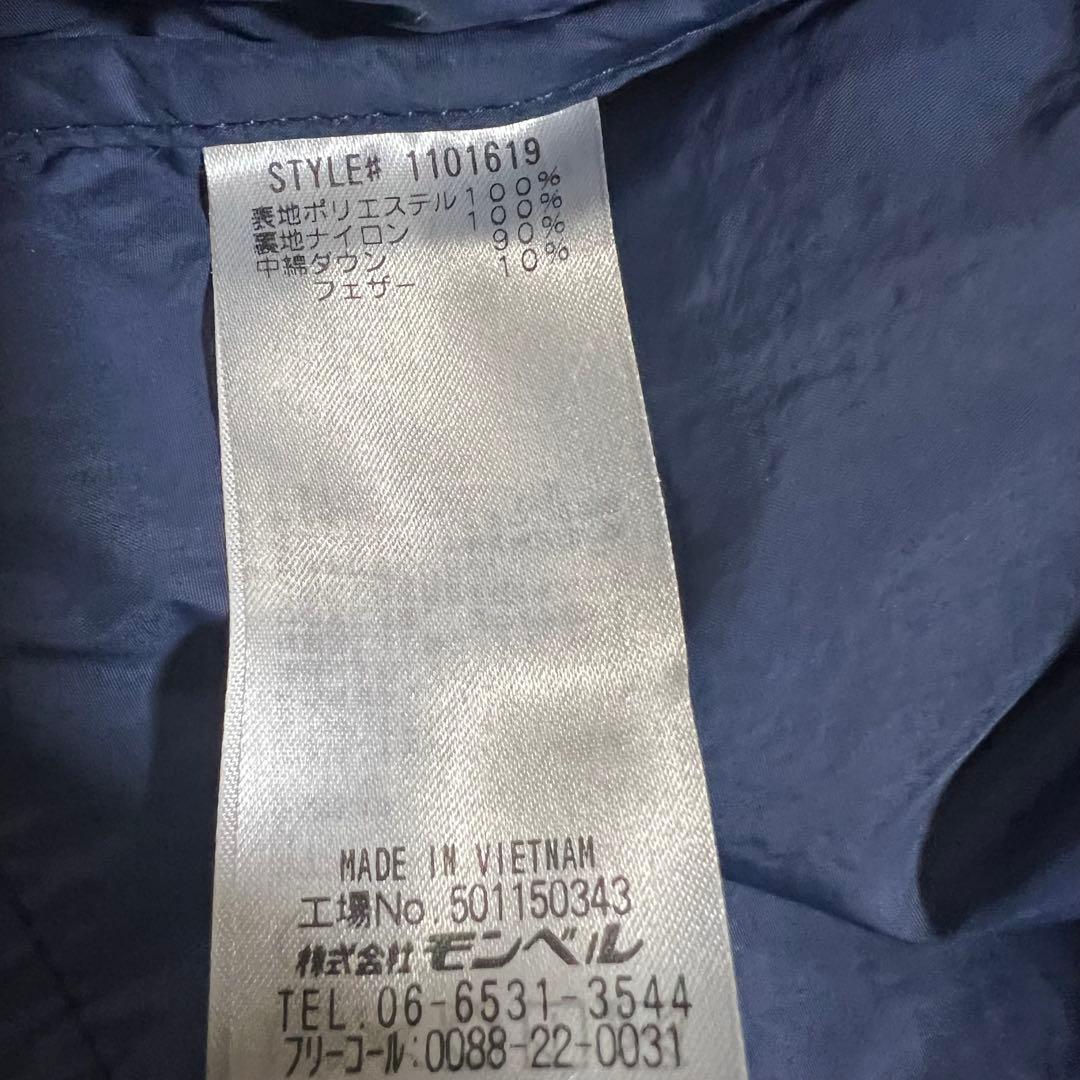 STYLE# 1101619
表地ポリエステル100%
裏地ナイロン 100%
中綿ダウン 90%
フェザー 10%
MADE IN VIETNAM
工場No.501150343
株式会社モンベル
TEL.06-6531-3544
フリーコール:0088-22-0031